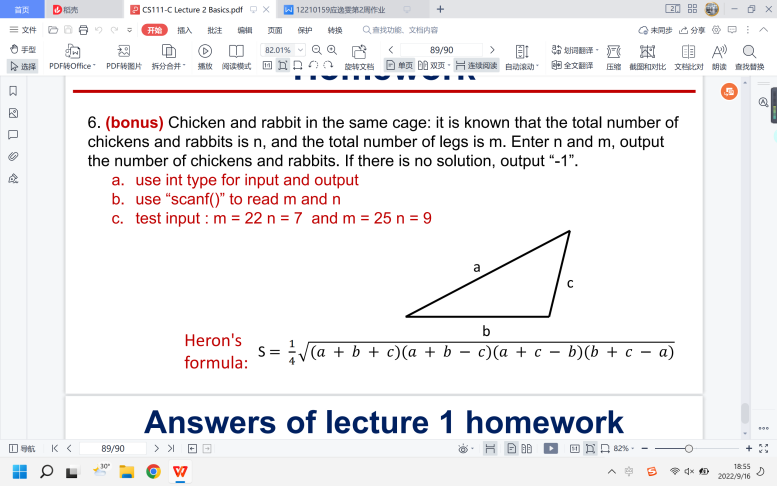 首页
稻壳
CS111-C Lecture 2 Basics.pdf
12210159应逸雯第2周作业
文件
开始
插入
批注
编辑
页面
保护
转换
查找功能、文档内容
未同步
分享
手型
选择
PDF转Office
PDF转图片
拆分合并
播放
阅读模式
82.01%
旋转文档
89/90
单页
双页
连续阅读
自动滚动
划词翻译
全文翻译
压缩
截图和对比
文档比对
朗读
查找替换
Homework
6. (bonus) Chicken and rabbit in the same cage: it is known that the total number of
chickens and rabbits is n, and the total number of legs is m. Enter n and m, output
the number of chickens and rabbits. If there is no solution, output “-1”.
a. use int type for input and output
b. use “scanf()” to read m and n
c. test input : m = 22 n = 7 and m = 25 n = 9
a
c
b
Heron's
formula:
S = 1/4 √(a + b + c)(a + b − c)(a + c − b)(b + c − a)
Answers of lecture 1 homework
导航
89/90
82%
30°
18:55
2022/9/16